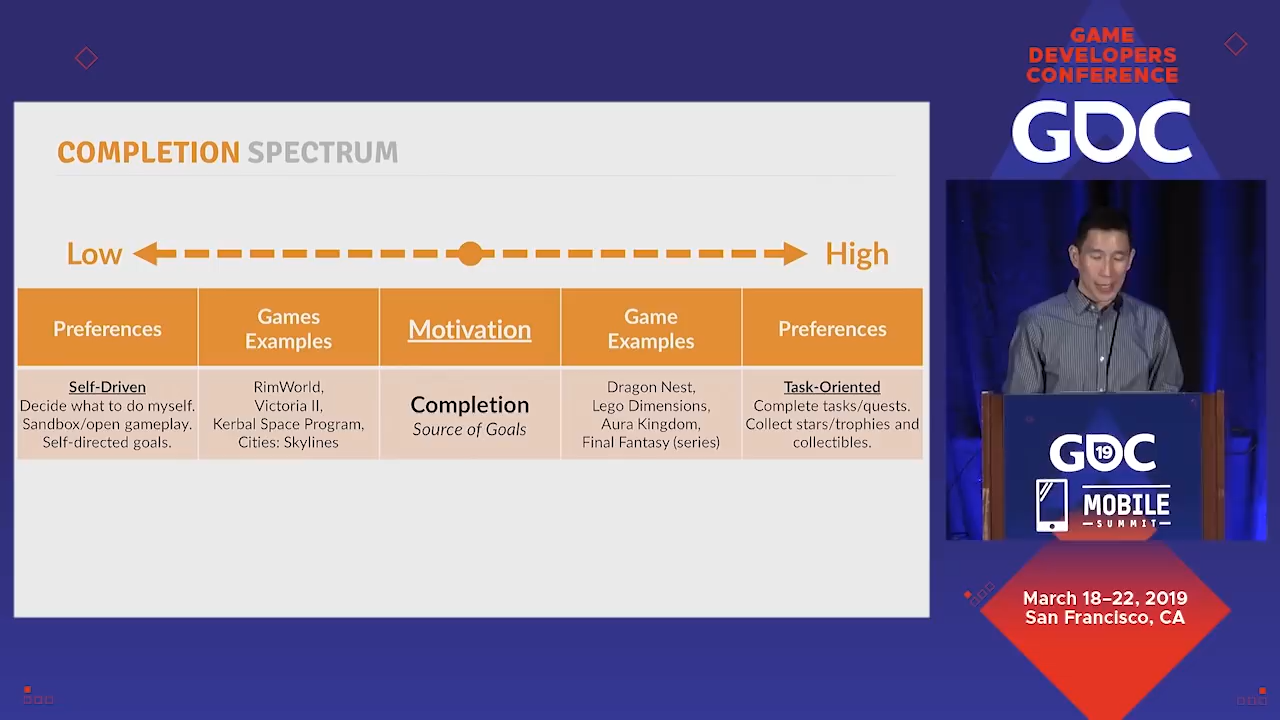 COMPLETION SPECTRUM
Low
High
Preferences
Games
Examples
Motivation
Game
Examples
Preferences
Self-Driven
Decide what to do myself.
Sandbox/open gameplay.
Self-directed goals.
RimWorld,
Victoria II,
Kerbal Space Program,
Cities: Skylines
Completion
Source of Goals
Dragon Nest,
Lego Dimensions,
Aura Kingdom,
Final Fantasy (series)
Task-Oriented
Complete tasks/quests.
Collect stars/trophies and
collectibles.
GAME
DEVELOPERS
CONFERENCE
GDC
GDC
19
MOBILE
SUMMIT
March 18–22, 2019
San Francisco, CA